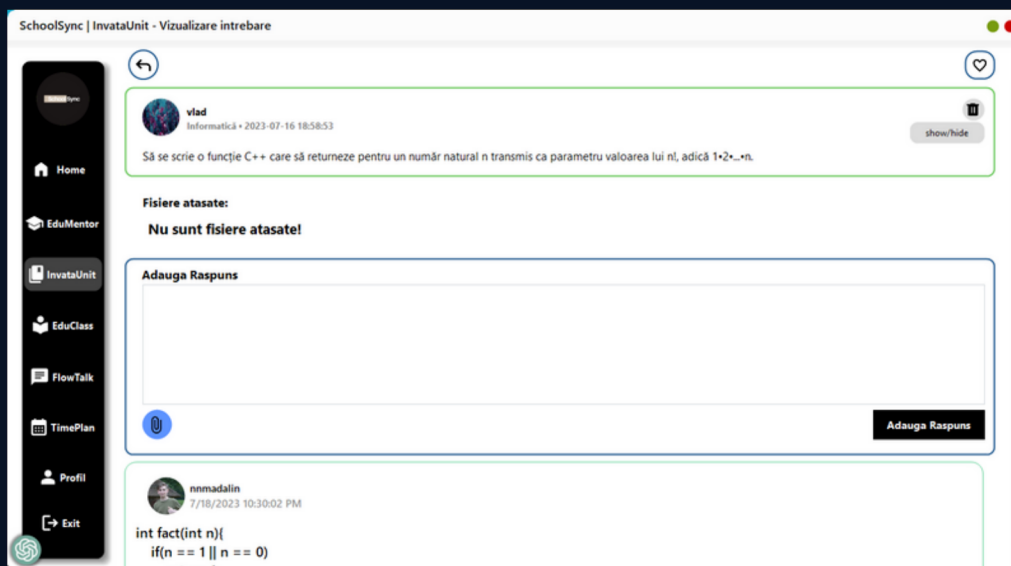 SchoolSync | InvataUnit - Vizualizare intrebare
SchoolSync
Home
EduMentor
InvataUnit
EduClass
FlowTalk
TimePlan
Profil
Exit
vlad
Informatică • 2023-07-16 18:58:53
show/hide
Să se scrie o funcție C++ care să returneze pentru un număr natural n transmis ca parametru valoarea lui n!, adică 1•2•...•n.
Fisiere atasate:
Nu sunt fisiere atasate!
Adauga Raspuns
Adauga Raspuns
nnmadalin
7/18/2023 10:30:02 PM
int fact(int n){
if(n == 1 || n == 0)